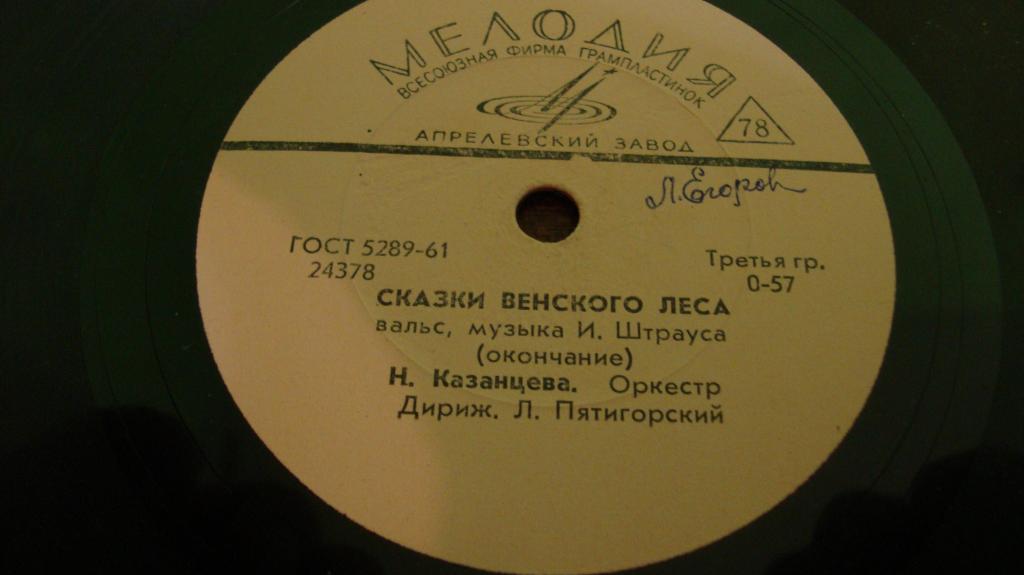 МЕЛОДИЯ
ВСЕСОЮЗНАЯ ФИРМА ГРАМПЛАСТИНОК
АПРЕЛЕВСКИЙ ЗАВОД
78
Л. Егоров
ГОСТ 5289-61
24378
Третья гр.
0-57
СКАЗКИ ВЕНСКОГО ЛЕСА
вальс, музыка И. Штрауса
(окончание)
Н. Казанцева. Оркестр
Дириж. Л. Пятигорский